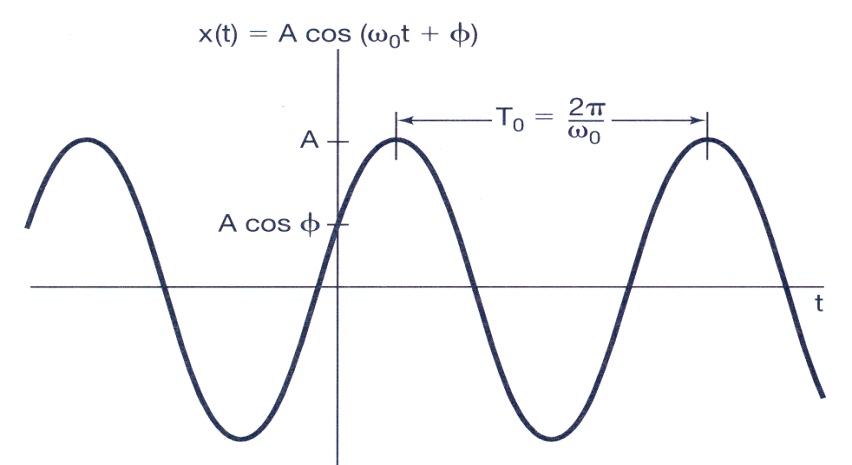 x(t) = A cos (ω₀t + ϕ)
T₀ = 2π/ω₀
A
A cos ϕ
t